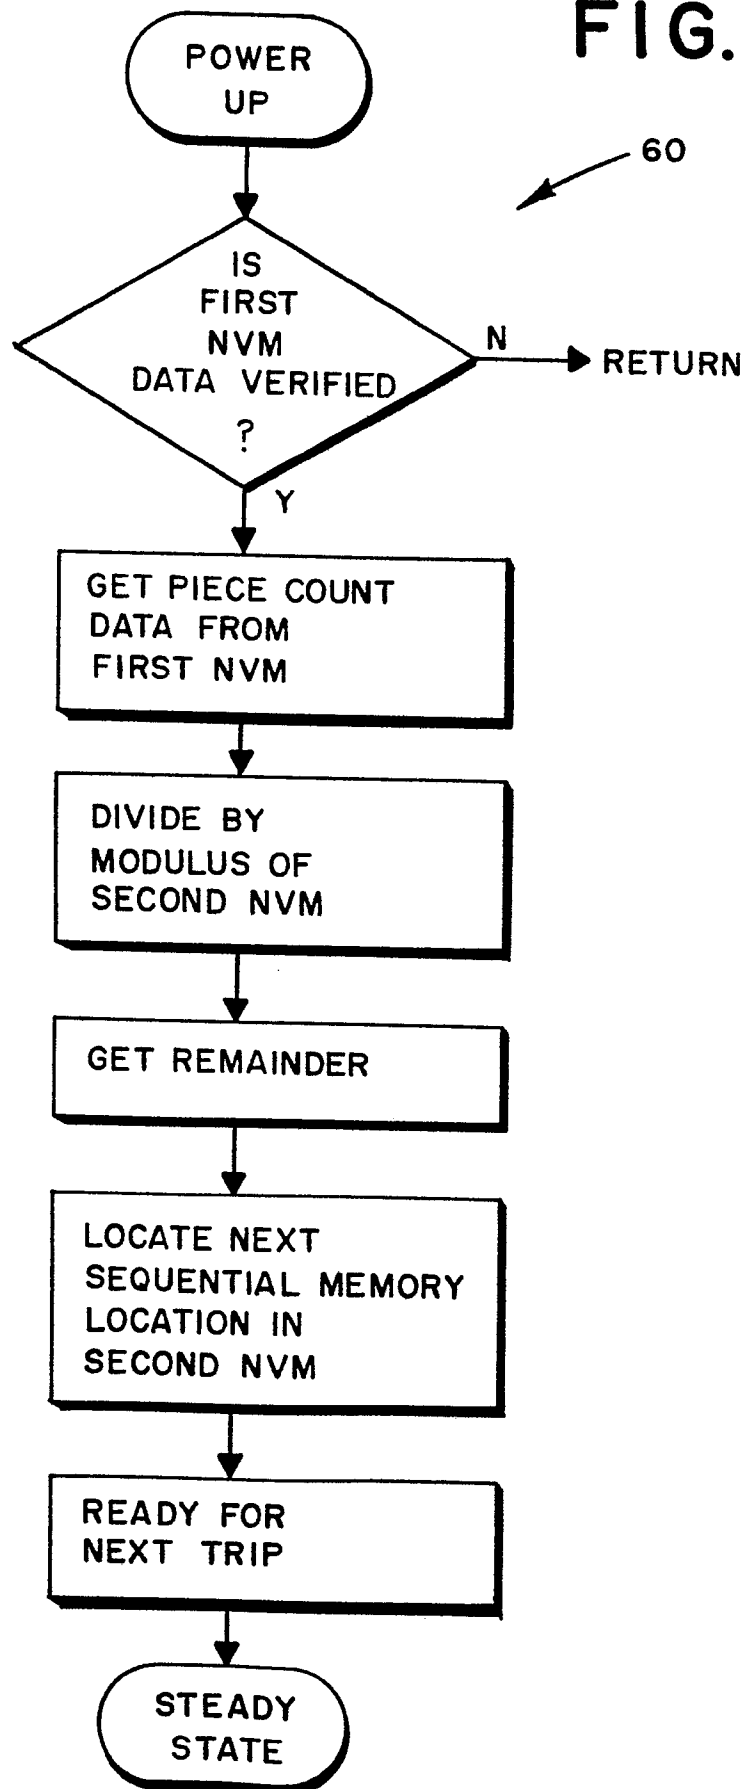 FIG.
POWER
UP
60
IS
FIRST
NVM
DATA VERIFIED
?
N
RETURN
Y
GET PIECE COUNT
DATA FROM
FIRST NVM
DIVIDE BY
MODULUS OF
SECOND NVM
GET REMAINDER
LOCATE NEXT
SEQUENTIAL MEMORY
LOCATION IN
SECOND NVM
READY FOR
NEXT TRIP
STEADY
STATE